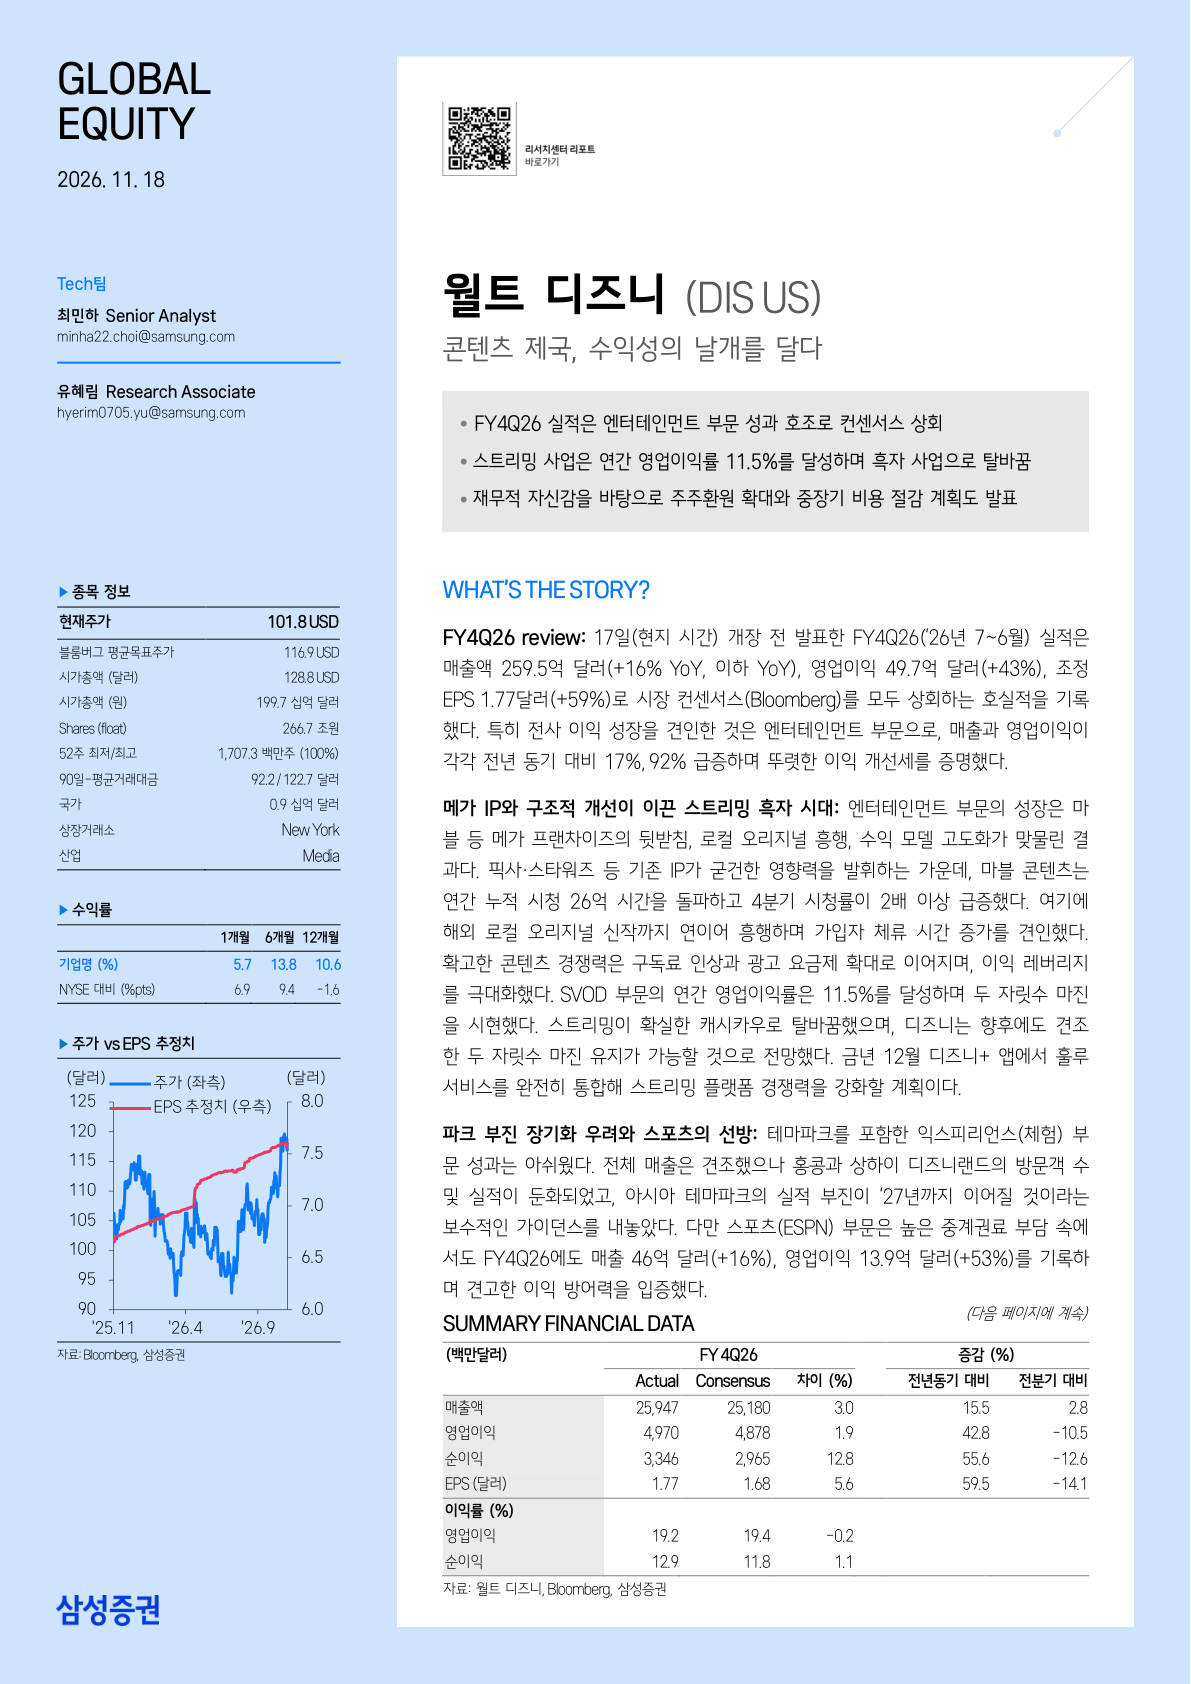 GLOBAL
EQUITY
2026. 11. 18
Tech팀
최민하 Senior Analyst
minha22.choi@samsung.com
유혜림 Research Associate
hyerim0705.yu@samsung.com
▶ 종목 정보
현재주가 101.8 USD
블룸버그 평균목표주가 116.9 USD
시가총액 (달러) 128.8 USD
시가총액 (원) 199.7 십억 달러
Shares (float) 266.7 조원
52주 최저/최고 1,707.3 백만주 (100%)
90일-평균거래대금 92.2 / 122.7 달러
국가 0.9 십억 달러
상장거래소 New York
산업 Media
▶ 수익률
1개월 6개월 12개월
기업명 (%) 5.7 13.8 10.6
NYSE 대비 (%pts) 6.9 9.4 -1.6
▶ 주가 vs EPS 추정치
(달러) 주가 (좌측) (달러)
EPS 추정치 (우측)
125 8.0
120
115 7.5
110
105 7.0
100
95 6.5
90 6.0
'25.11 '26.4 '26.9
자료: Bloomberg, 삼성증권
삼성증권
리서치센터 리포트
바로가기
월트 디즈니 (DIS US)
콘텐츠 제국, 수익성의 날개를 달다
• FY4Q26 실적은 엔터테인먼트 부문 성과 호조로 컨센서스 상회
• 스트리밍 사업은 연간 영업이익률 11.5%를 달성하며 흑자 사업으로 탈바꿈
• 재무적 자신감을 바탕으로 주주환원 확대와 중장기 비용 절감 계획도 발표
WHAT'S THE STORY?
FY4Q26 review: 17일(현지 시간) 개장 전 발표한 FY4Q26('26년 7~6월) 실적은
매출액 259.5억 달러(+16% YoY, 이하 YoY), 영업이익 49.7억 달러(+43%), 조정
EPS 1.77달러(+59%)로 시장 컨센서스(Bloomberg)를 모두 상회하는 호실적을 기록
했다. 특히 전사 이익 성장을 견인한 것은 엔터테인먼트 부문으로, 매출과 영업이익이
각각 전년 동기 대비 17%, 92% 급증하며 뚜렷한 이익 개선세를 증명했다.
메가 IP와 구조적 개선이 이끈 스트리밍 흑자 시대: 엔터테인먼트 부문의 성장은 마
블 등 메가 프랜차이즈의 뒷받침, 로컬 오리지널 흥행, 수익 모델 고도화가 맞물린 결
과다. 픽사·스타워즈 등 기존 IP가 굳건한 영향력을 발휘하는 가운데, 마블 콘텐츠는
연간 누적 시청 26억 시간을 돌파하고 4분기 시청률이 2배 이상 급증했다. 여기에
해외 로컬 오리지널 신작까지 연이어 흥행하며 가입자 체류 시간 증가를 견인했다.
확고한 콘텐츠 경쟁력은 구독료 인상과 광고 요금제 확대로 이어지며, 이익 레버리지
를 극대화했다. SVOD 부문의 연간 영업이익률은 11.5%를 달성하며 두 자릿수 마진
을 시현했다. 스트리밍이 확실한 캐시카우로 탈바꿈했으며, 디즈니는 향후에도 견조
한 두 자릿수 마진 유지가 가능할 것으로 전망했다. 금년 12월 디즈니+ 앱에서 훌루
서비스를 완전히 통합해 스트리밍 플랫폼 경쟁력을 강화할 계획이다.
파크 부진 장기화 우려와 스포츠의 선방: 테마파크를 포함한 익스피리언스(체험) 부
문 성과는 아쉬웠다. 전체 매출은 견조했으나 홍콩과 상하이 디즈니랜드의 방문객 수
및 실적이 둔화되었고, 아시아 테마파크의 실적 부진이 '27년까지 이어질 것이라는
보수적인 가이던스를 내놓았다. 다만 스포츠(ESPN) 부문은 높은 중계권료 부담 속에
서도 FY4Q26에도 매출 46억 달러(+16%), 영업이익 13.9억 달러(+53%)를 기록하
며 견고한 이익 방어력을 입증했다.
(다음 페이지에 계속)
SUMMARY FINANCIAL DATA
(백만달러) FY 4Q26 증감 (%)
Actual Consensus 차이 (%) 전년동기 대비 전분기 대비
매출액 25,947 25,180 3.0 15.5 2.8
영업이익 4,970 4,878 1.9 42.8 -10.5
순이익 3,346 2,965 12.8 55.6 -12.6
EPS (달러) 1.77 1.68 5.6 59.5 -14.1
이익률 (%)
영업이익 19.2 19.4 -0.2
순이익 12.9 11.8 1.1
자료: 월트 디즈니, Bloomberg, 삼성증권